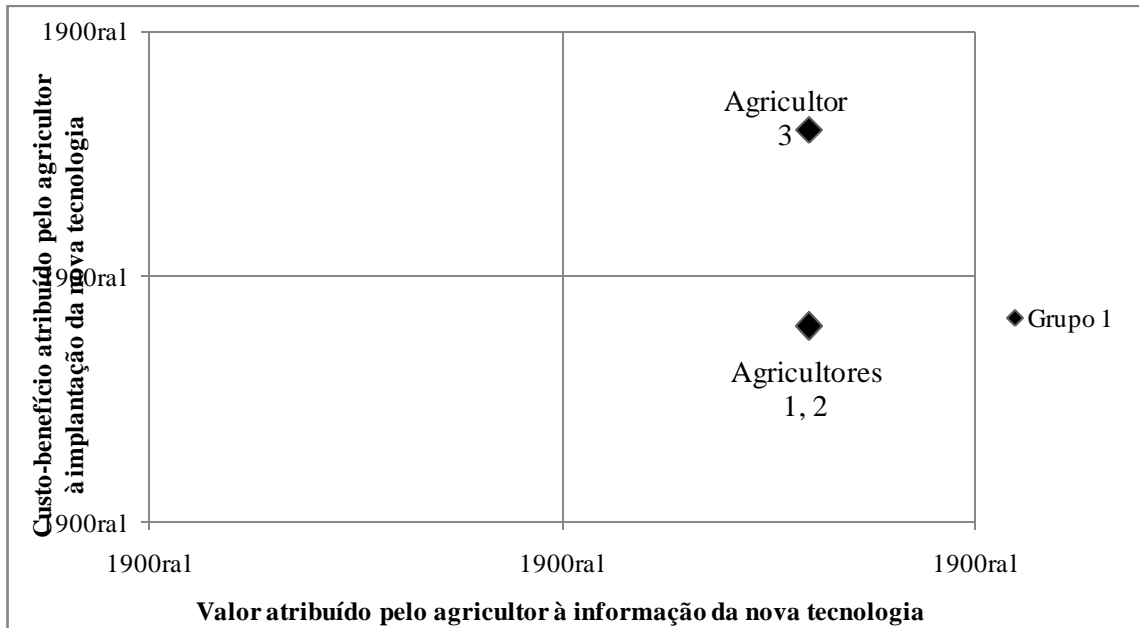 1900ral
Custo-benefício atribuído pelo agricultor
à implantação da nova tecnologia
Agricultor
3
1900ral
Grupo 1
Agricultores
1, 2
1900ral
1900ral
1900ral
1900ral
Valor atribuído pelo agricultor à informação da nova tecnologia